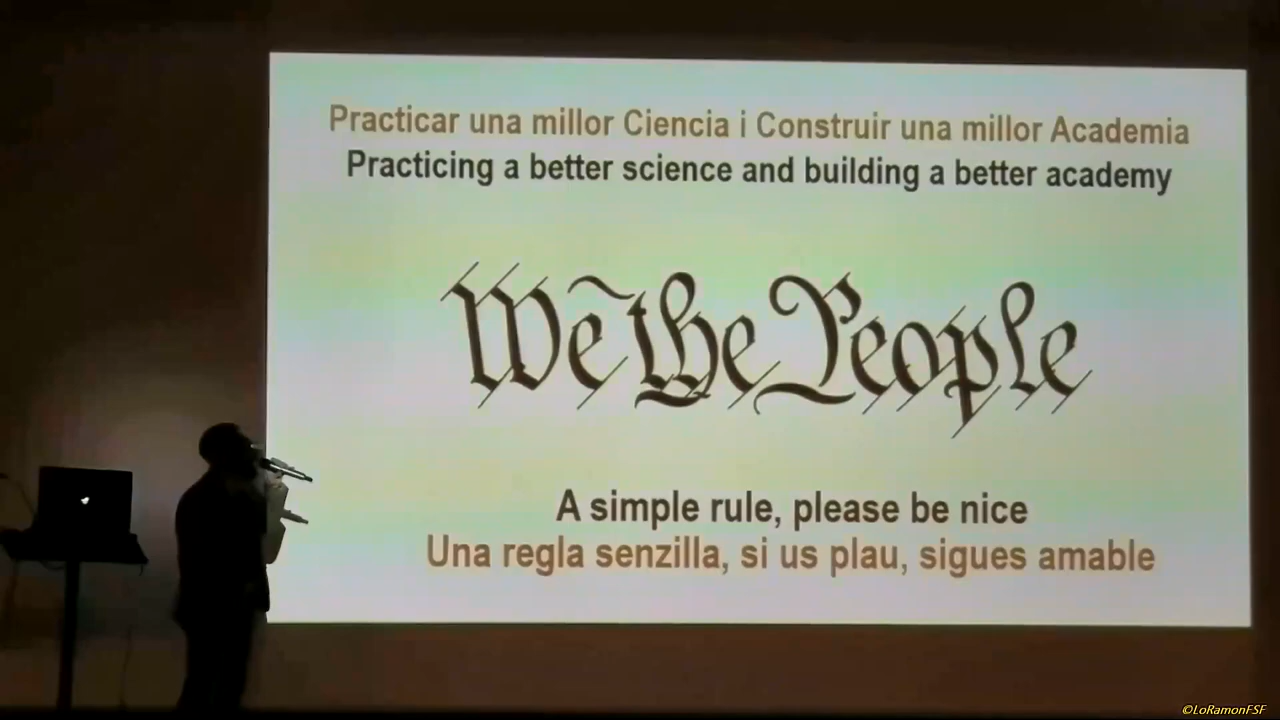 Practicar una millor Ciencia i Construir una millor Academia
Practicing a better science and building a better academy
We the People
A simple rule, please be nice
Una regla senzilla, si us plau, sigues amable
©LoRamonFSF